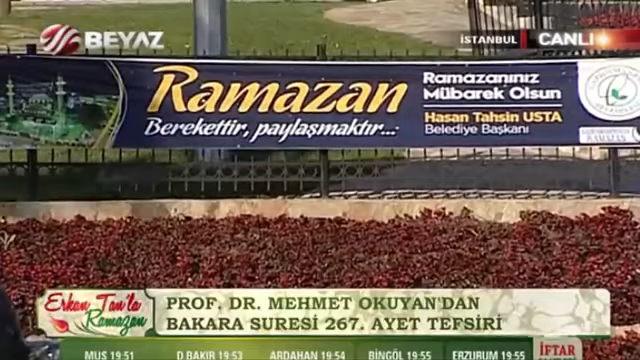 BEYAZ
İSTANBUL CANLI
Ramazan
Berekettir, paylaşmaktır...
Ramazanınız
Mübarek Olsun
Hasan Tahsin USTA
Belediye Başkanı
RAMAZAN
Erkan Tan'la
Ramazan
PROF. DR. MEHMET OKUYAN'DAN
BAKARA SURESİ 267. AYET TEFSİRİ
MUŞ 19:51 D.BAKIR 19:53 ARDAHAN 19:54 BİNGÖL 19:55 ERZURUM 19:55
İFTAR